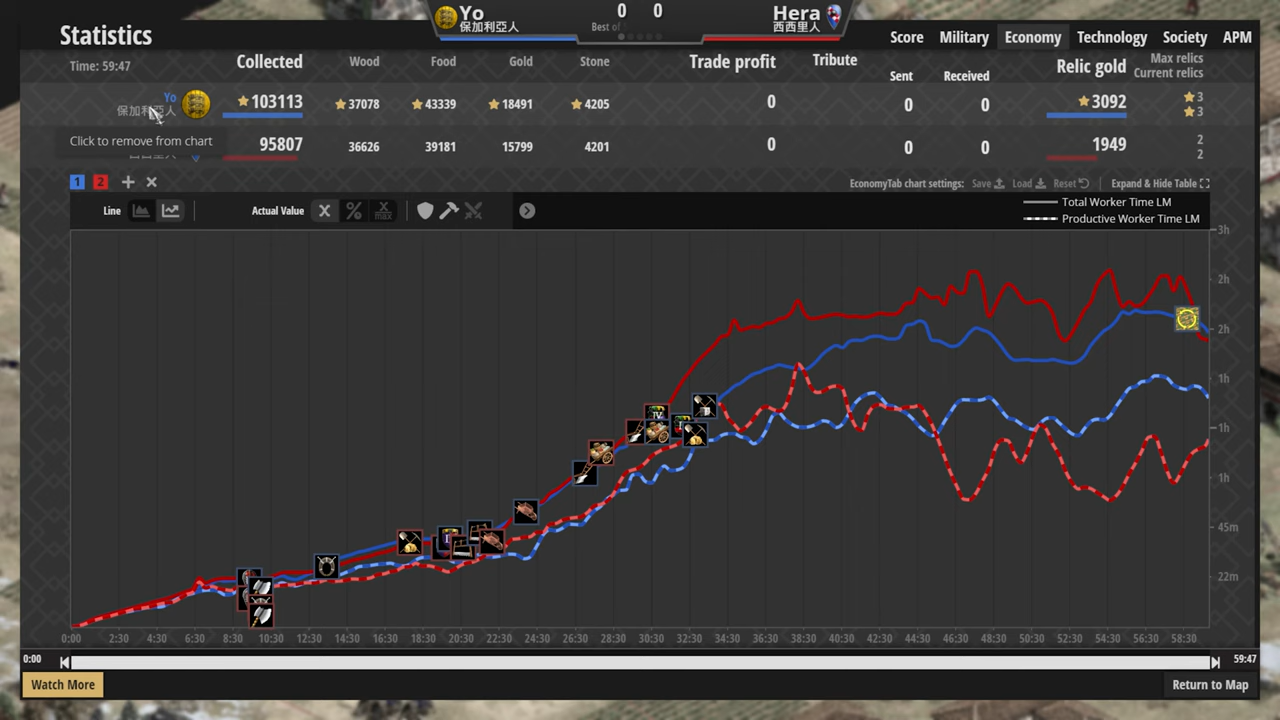 Yo 0 0 Hera
保加利亞人 Best of 西西里人
Statistics
Score Military Economy Technology Society APM
Time: 59:47
Collected Wood Food Gold Stone Trade profit Tribute Sent Received Relic gold Max relics
Current relics
Yo
保加利亞人 103113 37078 43339 18491 4205 0 0 0 3092 3
3
Click to remove from chart
95807 36626 39181 15799 4201 0 0 0 1949 2
2
1 2 + ×
EconomyTab chart settings: Save Load Reset Expand & Hide Table
Line Actual Value X % X/max
Total Worker Time LM
Productive Worker Time LM
3h
2h
2h
1h
1h
1h
45m
22m
0:00 2:30 4:30 6:30 8:30 10:30 12:30 14:30 16:30 18:30 20:30 22:30 24:30 26:30 28:30 30:30 32:30 34:30 36:30 38:30 40:30 42:30 44:30 46:30 48:30 50:30 52:30 54:30 56:30 58:30
0:00 59:47
Watch More Return to Map